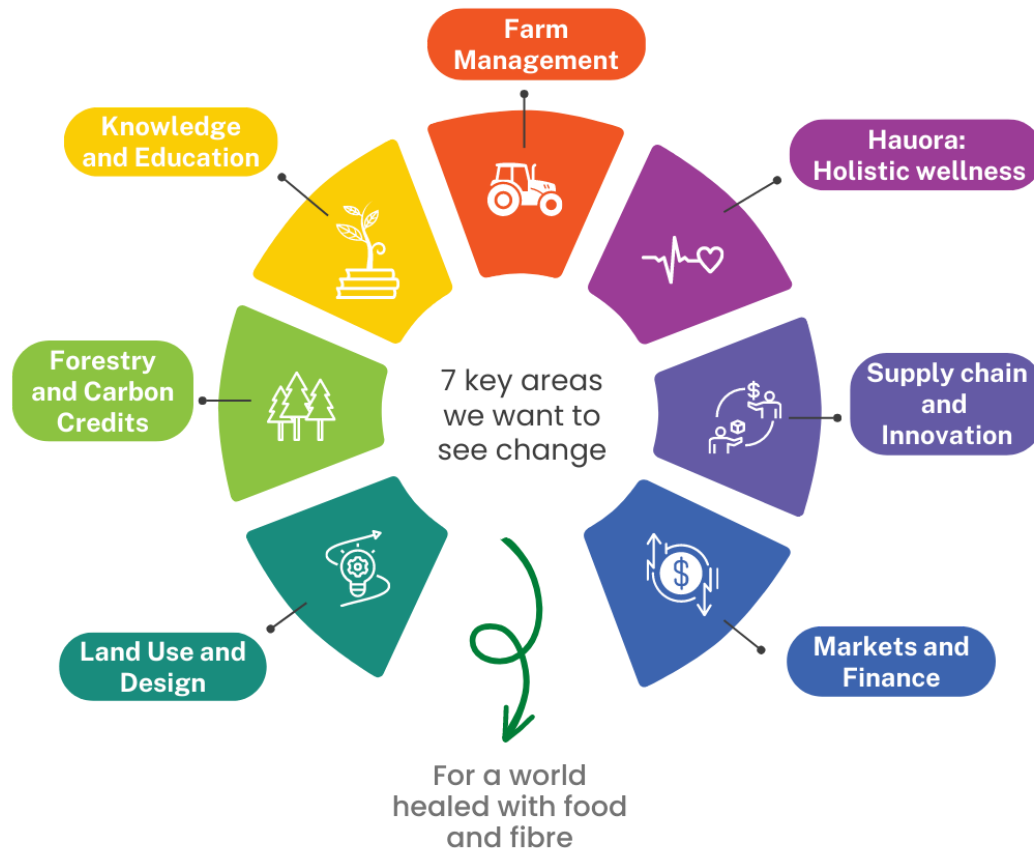 Farm
Management
Knowledge
and Education
Hauora:
Holistic wellness
Forestry
and Carbon
Credits
7 key areas
we want to
see change
Supply chain
and
Innovation
$
$
Land Use and
Design
Markets and
Finance
For a world
healed with food
and fibre